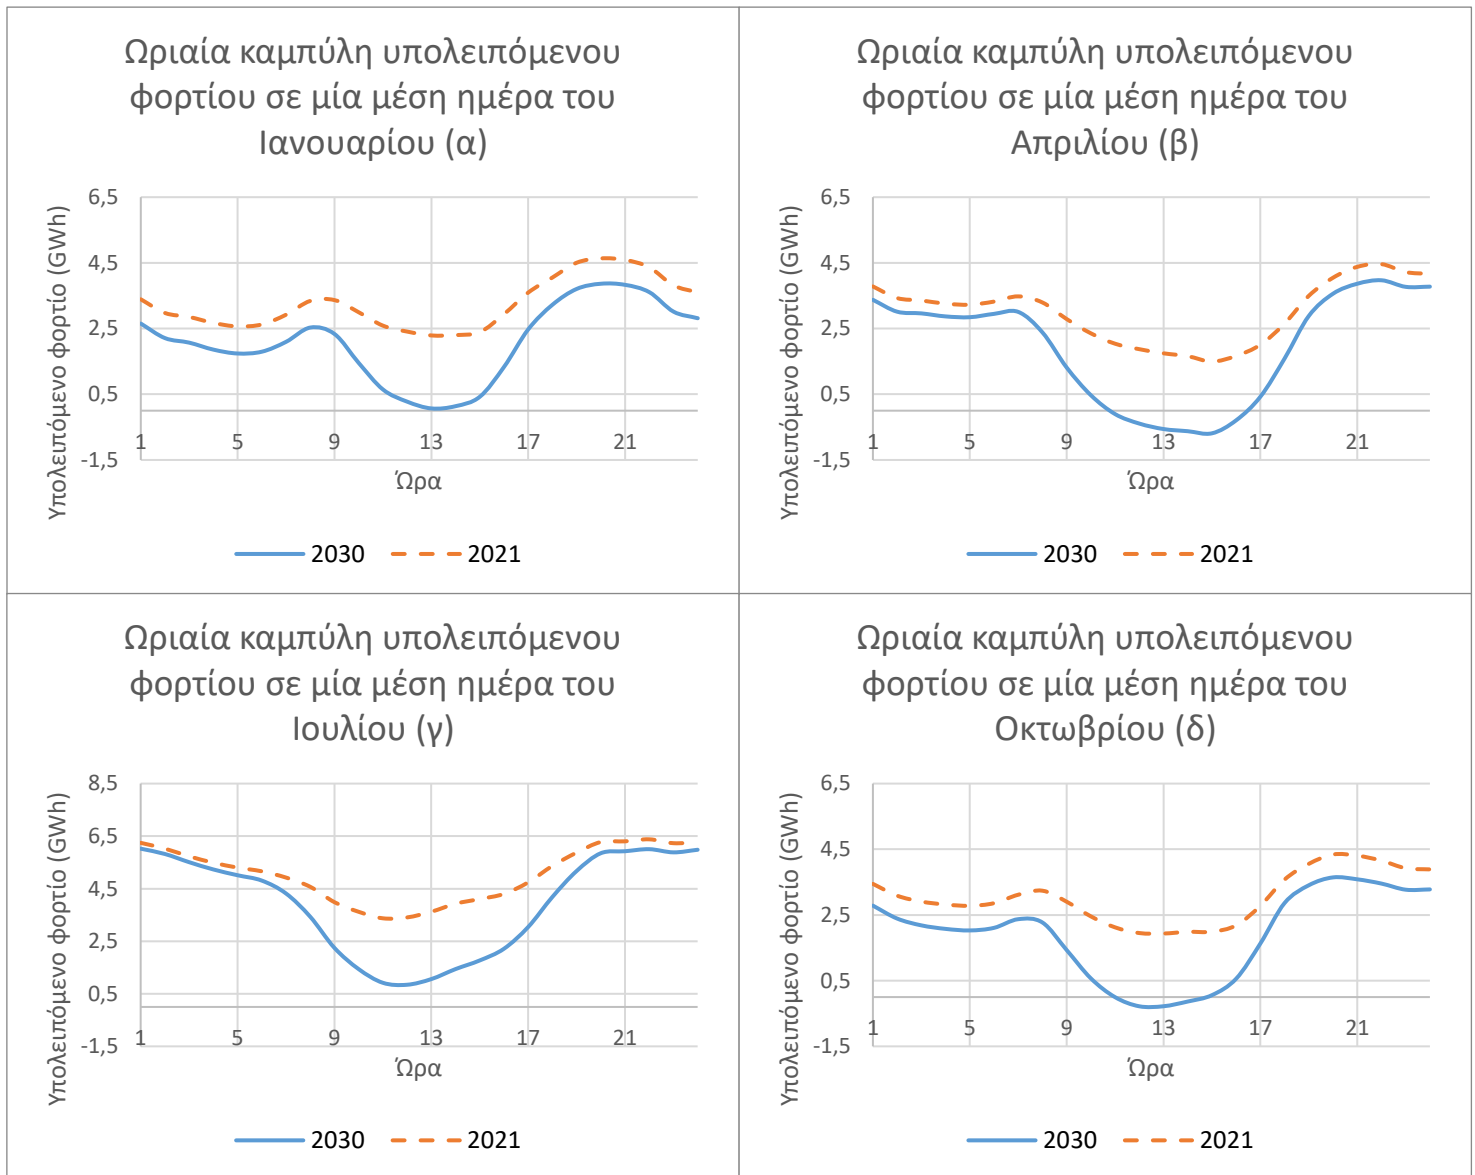 Ωριαία καμπύλη υπολειπόμενου
φορτίου σε μία μέση ημέρα του
Ιανουαρίου (α)
Υπολειπόμενο φορτίο (GWh)
6,5
4,5
2,5
0,5
-1,5
1
5
9
13
17
21
Ώρα
2030
2021
Ωριαία καμπύλη υπολειπόμενου
φορτίου σε μία μέση ημέρα του
Απριλίου (β)
Υπολειπόμενο φορτίο (GWh)
6,5
4,5
2,5
0,5
-1,5
1
5
9
13
17
21
Ώρα
2030
2021
Ωριαία καμπύλη υπολειπόμενου
φορτίου σε μία μέση ημέρα του
Ιουλίου (γ)
Υπολειπόμενο φορτίο (GWh)
8,5
6,5
4,5
2,5
0,5
-1,5
1
5
9
13
17
21
Ώρα
2030
2021
Ωριαία καμπύλη υπολειπόμενου
φορτίου σε μία μέση ημέρα του
Οκτωβρίου (δ)
Υπολειπόμενο φορτίο (GWh)
6,5
4,5
2,5
0,5
-1,5
1
5
9
13
17
21
Ώρα
2030
2021